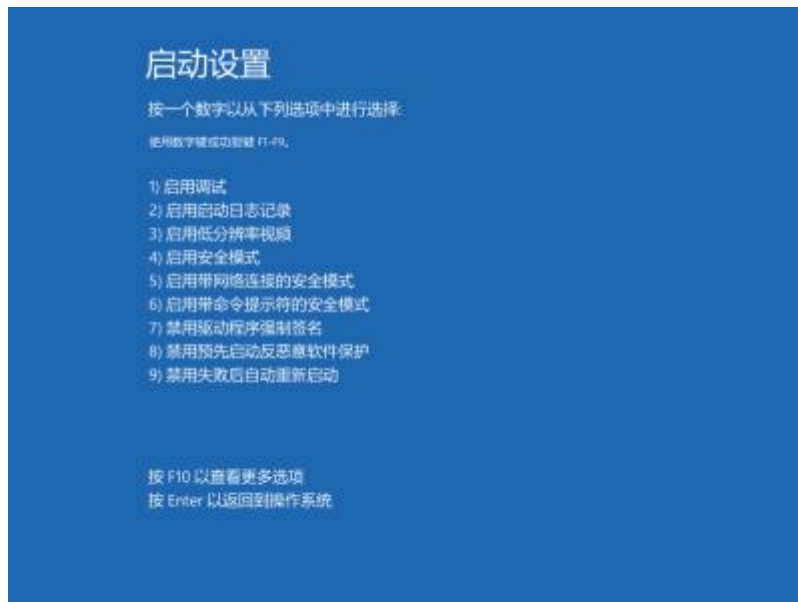 启动设置
按一个数字以从下列选项中进行选择:
使用数字键或功能键 F1-F9。
1) 启用调试
2) 启用启动日志记录
3) 启用低分辨率视频
4) 启用安全模式
5) 启用带网络连接的安全模式
6) 启用带命令提示符的安全模式
7) 禁用驱动程序强制签名
8) 禁用预先启动反恶意软件保护
9) 禁用失败后自动重新启动
按 F10 以查看更多选项
按 Enter 以返回到操作系统